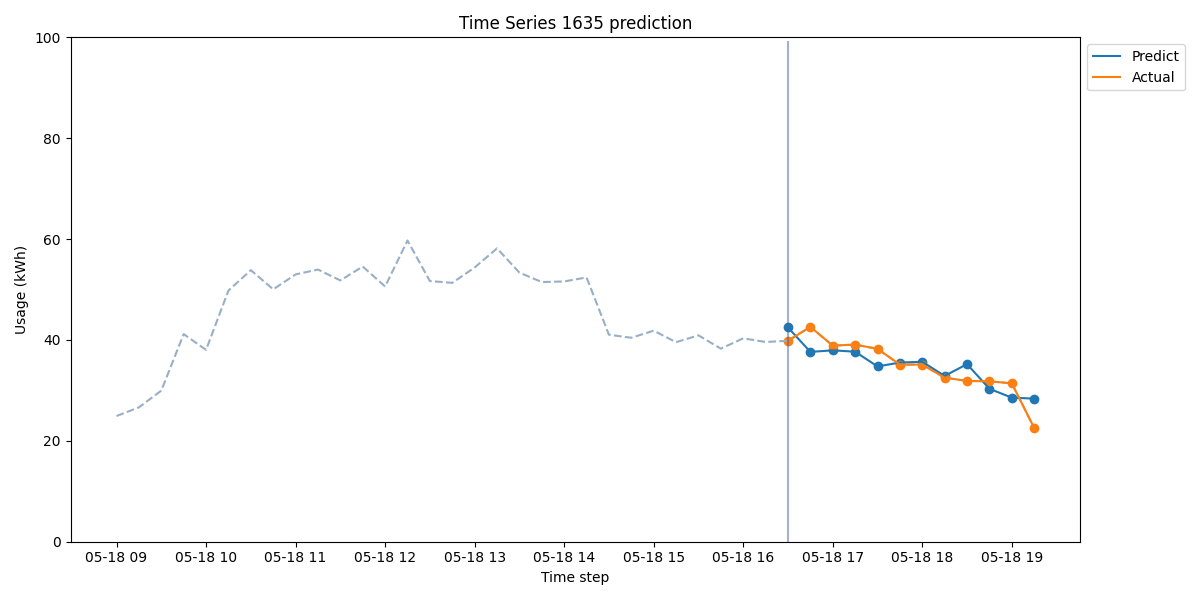 Time Series 1635 prediction
Predict
Actual
100
80
60
40
20
0
Usage (kWh)
05-18 09 05-18 10 05-18 11 05-18 12 05-18 13 05-18 14 05-18 15 05-18 16 05-18 17 05-18 18 05-18 19
Time step